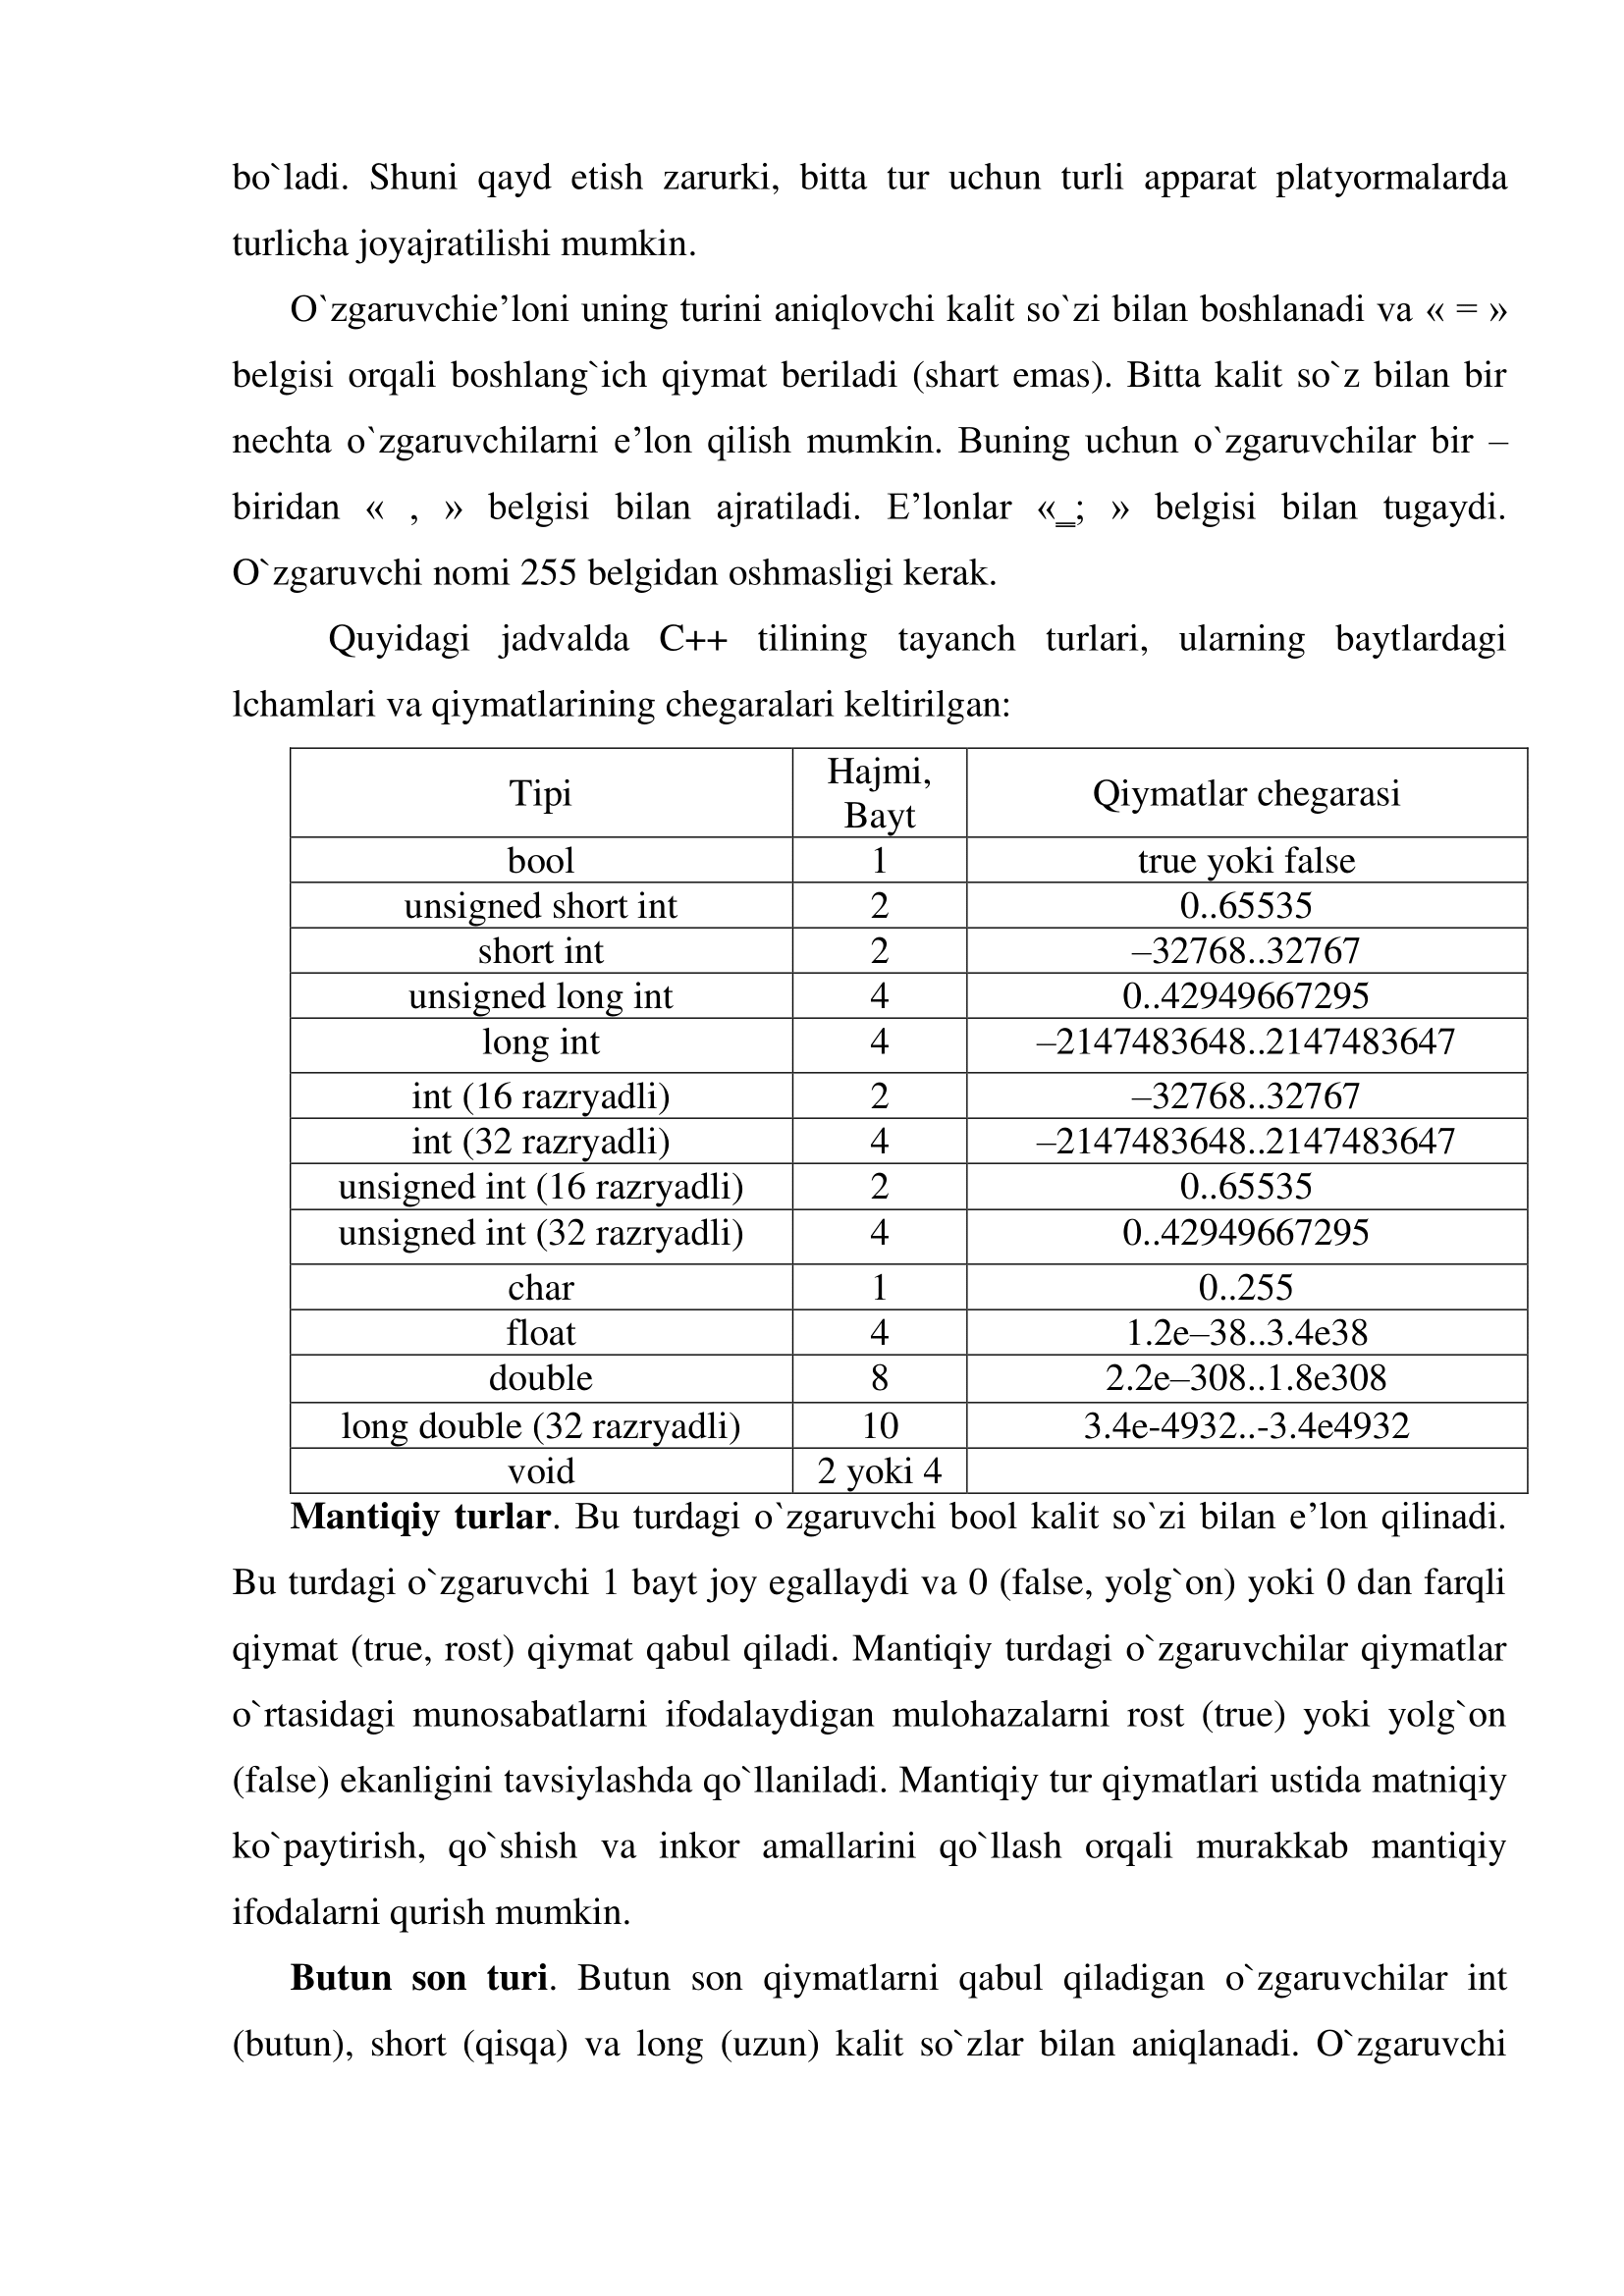 bo`ladi. Shuni qayd etish zarurki, bitta tur uchun turli apparat platyormalarda
turlicha joyajratilishi mumkin.
O`zgaruvchie’loni uning turini aniqlovchi kalit so`zi bilan boshlanadi va « = »
belgisi orqali boshlang`ich qiymat beriladi (shart emas). Bitta kalit so`z bilan bir
nechta o`zgaruvchilarni e’lon qilish mumkin. Buning uchun o`zgaruvchilar bir –
biridan « , » belgisi bilan ajratiladi. E’lonlar «‗; » belgisi bilan tugaydi.
O`zgaruvchi nomi 255 belgidan oshmasligi kerak.
Quyidagi jadvalda C++ tilining tayanch turlari, ularning baytlardagi
lchamlari va qiymatlarining chegaralari keltirilgan:
Tipi Hajmi, Bayt Qiymatlar chegarasi
bool 1 true yoki false
unsigned short int 2 0..65535
short int 2 –32768..32767
unsigned long int 4 0..42949667295
long int 4 –2147483648..2147483647
int (16 razryadli) 2 –32768..32767
int (32 razryadli) 4 –2147483648..2147483647
unsigned int (16 razryadli) 2 0..65535
unsigned int (32 razryadli) 4 0..42949667295
char 1 0..255
float 4 1.2e–38..3.4e38
double 8 2.2e–308..1.8e308
long double (32 razryadli) 10 3.4e-4932..-3.4e4932
void 2 yoki 4
Mantiqiy turlar. Bu turdagi o`zgaruvchi bool kalit so`zi bilan e’lon qilinadi.
Bu turdagi o`zgaruvchi 1 bayt joy egallaydi va 0 (false, yolg`on) yoki 0 dan farqli
qiymat (true, rost) qiymat qabul qiladi. Mantiqiy turdagi o`zgaruvchilar qiymatlar
o`rtasidagi munosabatlarni ifodalaydigan mulohazalarni rost (true) yoki yolg`on
(false) ekanligini tavsiylashda qo`llaniladi. Mantiqiy tur qiymatlari ustida matniqiy
ko`paytirish, qo`shish va inkor amallarini qo`llash orqali murakkab mantiqiy
ifodalarni qurish mumkin.
Butun son turi. Butun son qiymatlarni qabul qiladigan o`zgaruvchilar int
(butun), short (qisqa) va long (uzun) kalit so`zlar bilan aniqlanadi. O`zgaruvchi